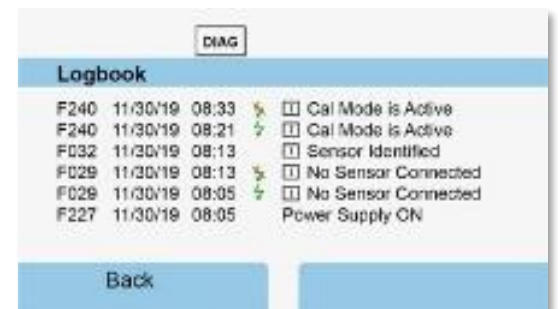 DIAG
Logbook
F240 11/30/19 08:33 Cal Mode is Active
F240 11/30/19 08:21 Cal Mode is Active
F032 11/30/19 08:13 Sensor Identified
F029 11/30/19 08:13 No Sensor Connected
F029 11/30/19 08:05 No Sensor Connected
F227 11/30/19 08:05 Power Supply ON
Back